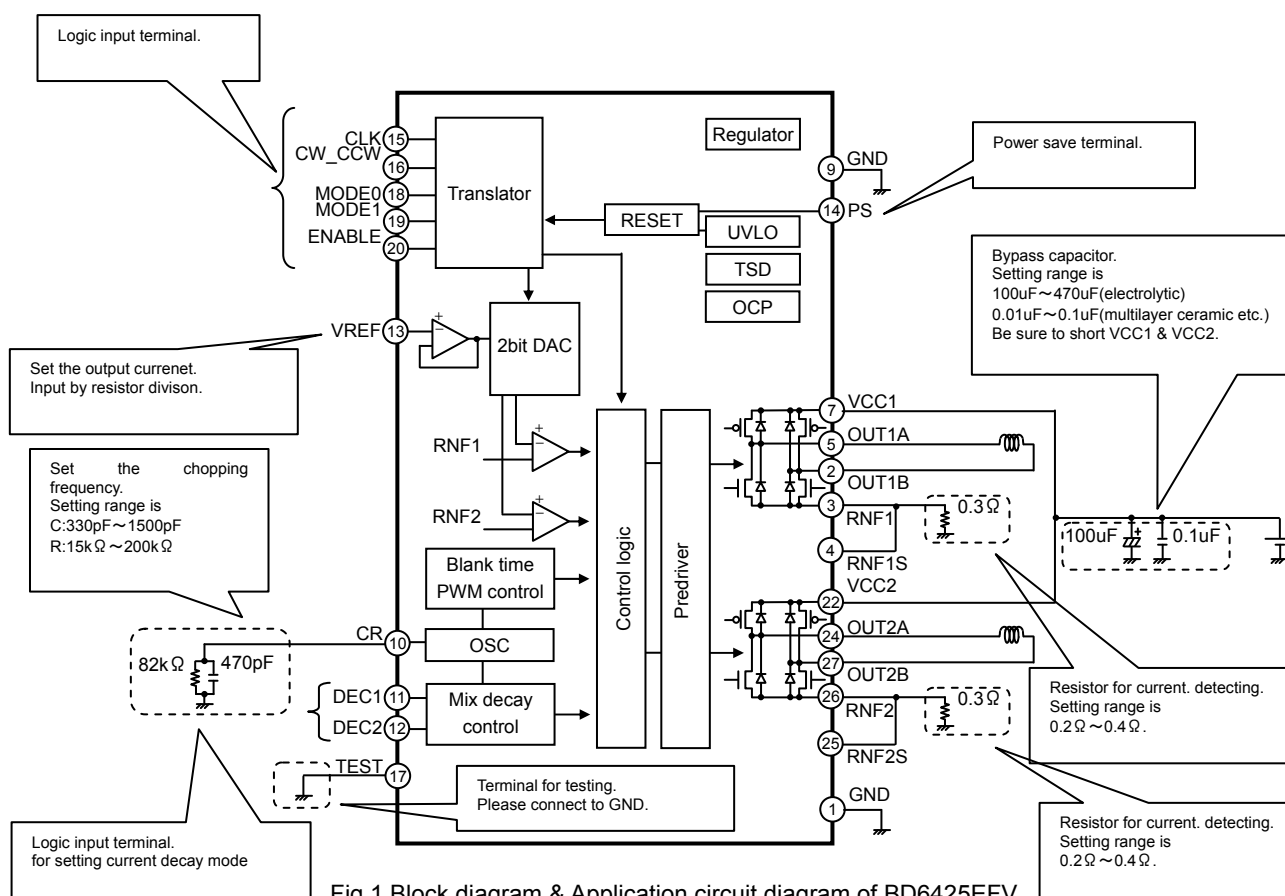 Logic input terminal.
CLK
15
CW_CCW
16
MODE0
18
MODE1
19
ENABLE
20
Translator
Regulator
9
GND
14
PS
RESET
UVLO
TSD
OCP
Power save terminal.
Bypass capacitor.
Setting range is
100uF～470uF(electrolytic)
0.01uF～0.1uF(multilayer ceramic etc.)
Be sure to short VCC1 & VCC2.
VREF
13
+
−
2bit DAC
Set the output currenet.
Input by resistor divison.
RNF1
+
−
RNF2
+
−
Set the chopping
frequency.
Setting range is
C:330pF～1500pF
R:15kΩ～200kΩ
Blank time
PWM control
OSC
Mix decay
control
Control logic
Predriver
7
VCC1
5
OUT1A
2
OUT1B
3
RNF1
0.3Ω
4
RNF1S
100uF
+
0.1uF
22
VCC2
24
OUT2A
27
OUT2B
26
RNF2
0.3Ω
25
RNF2S
1
GND
CR
10
82kΩ
470pF
DEC1
11
DEC2
12
TEST
17
Terminal for testing.
Please connect to GND.
Resistor for current. detecting.
Setting range is
0.2Ω～0.4Ω.
Resistor for current. detecting.
Setting range is
0.2Ω～0.4Ω.
Logic input terminal.
for setting current decay mode
Fig.1 Block diagram & Application circuit diagram of BD6425EFV